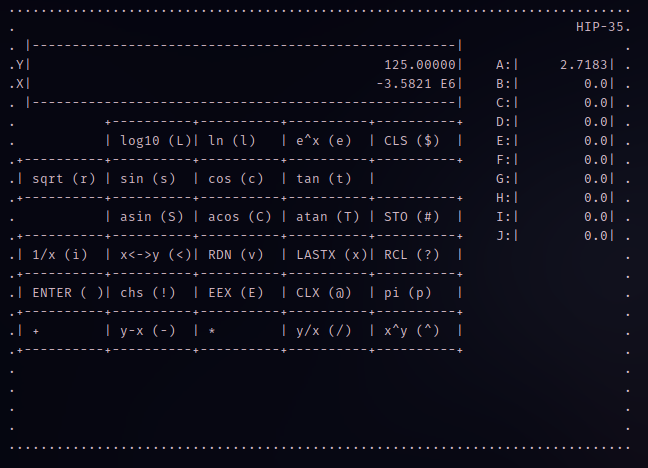 HIP-35
Y| 125.00000| A:| 2.7183|
X| -3.5821 E6| B:| 0.0|
C:| 0.0|
D:| 0.0|
| log10 (L)| ln (l) | e^x (e) | CLS ($) | E:| 0.0|
F:| 0.0|
| sqrt (r) | sin (s) | cos (c) | tan (t) | G:| 0.0|
H:| 0.0|
| asin (S) | acos (C) | atan (T) | STO (#) | I:| 0.0|
J:| 0.0|
| 1/x (i) | x<->y (<)| RDN (v) | LASTX (x)| RCL (?) |
| ENTER ( )| chs (!) | EEX (E) | CLX (@) | pi (p) |
| + | y-x (-) | * | y/x (/) | x^y (^) |